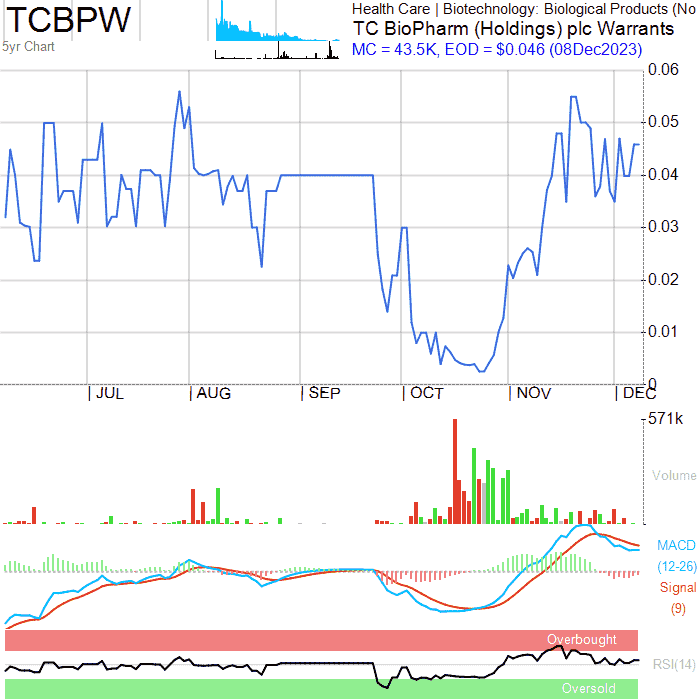 TCBPW
5yr Chart
Health Care | Biotechnology: Biological Products (No
TC BioPharm (Holdings) plc Warrants
MC = 43.5K, EOD = $0.046 (08Dec2023)
0.06
0.05
0.04
0.03
0.02
0.01
0
JUL AUG SEP OCT NOV DEC
571k
Volume
MACD
(12-26)
Signal
(9)
Overbought
RSI(14)
Oversold